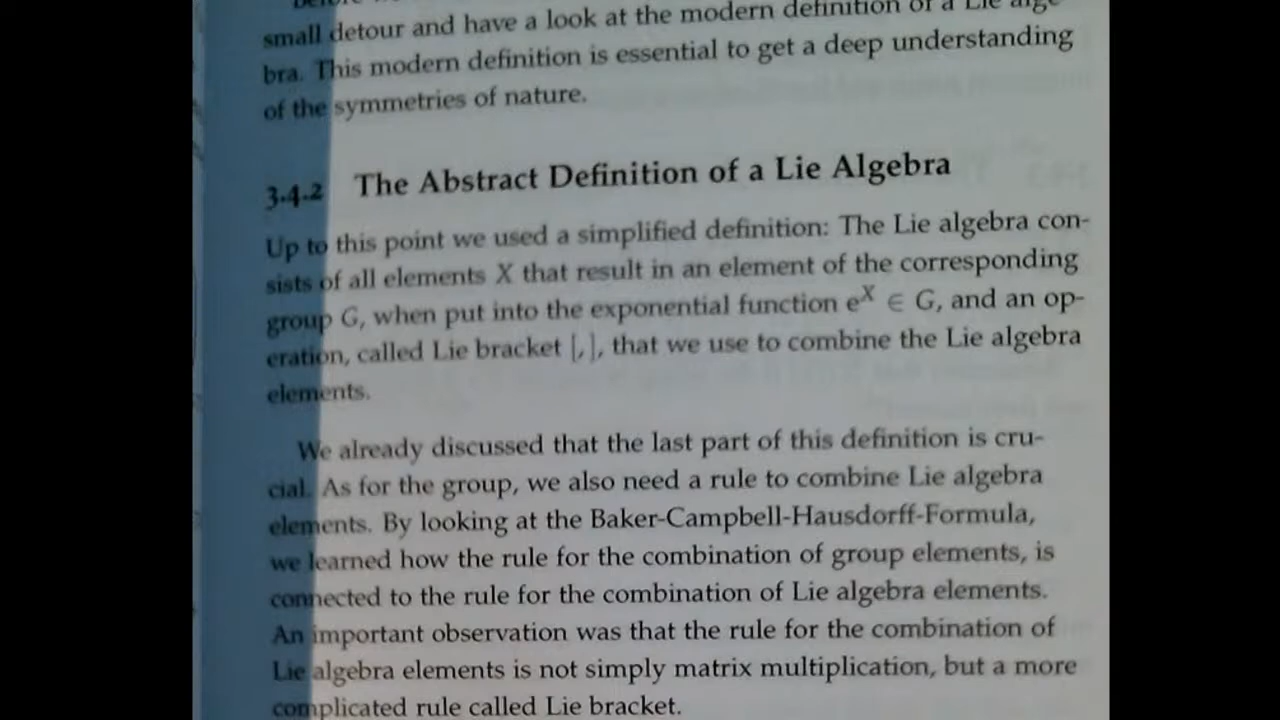 small detour and have a look at the modern definition of a Lie alge-
bra. This modern definition is essential to get a deep understanding
of the symmetries of nature.
3.4.2 The Abstract Definition of a Lie Algebra
Up to this point we used a simplified definition: The Lie algebra con-
sists of all elements X that result in an element of the corresponding
group G, when put into the exponential function e^X ∈ G, and an op-
eration, called Lie bracket [,], that we use to combine the Lie algebra
elements.
We already discussed that the last part of this definition is cru-
cial. As for the group, we also need a rule to combine Lie algebra
elements. By looking at the Baker-Campbell-Hausdorff-Formula,
we learned how the rule for the combination of group elements, is
connected to the rule for the combination of Lie algebra elements.
An important observation was that the rule for the combination of
Lie algebra elements is not simply matrix multiplication, but a more
complicated rule called Lie bracket.